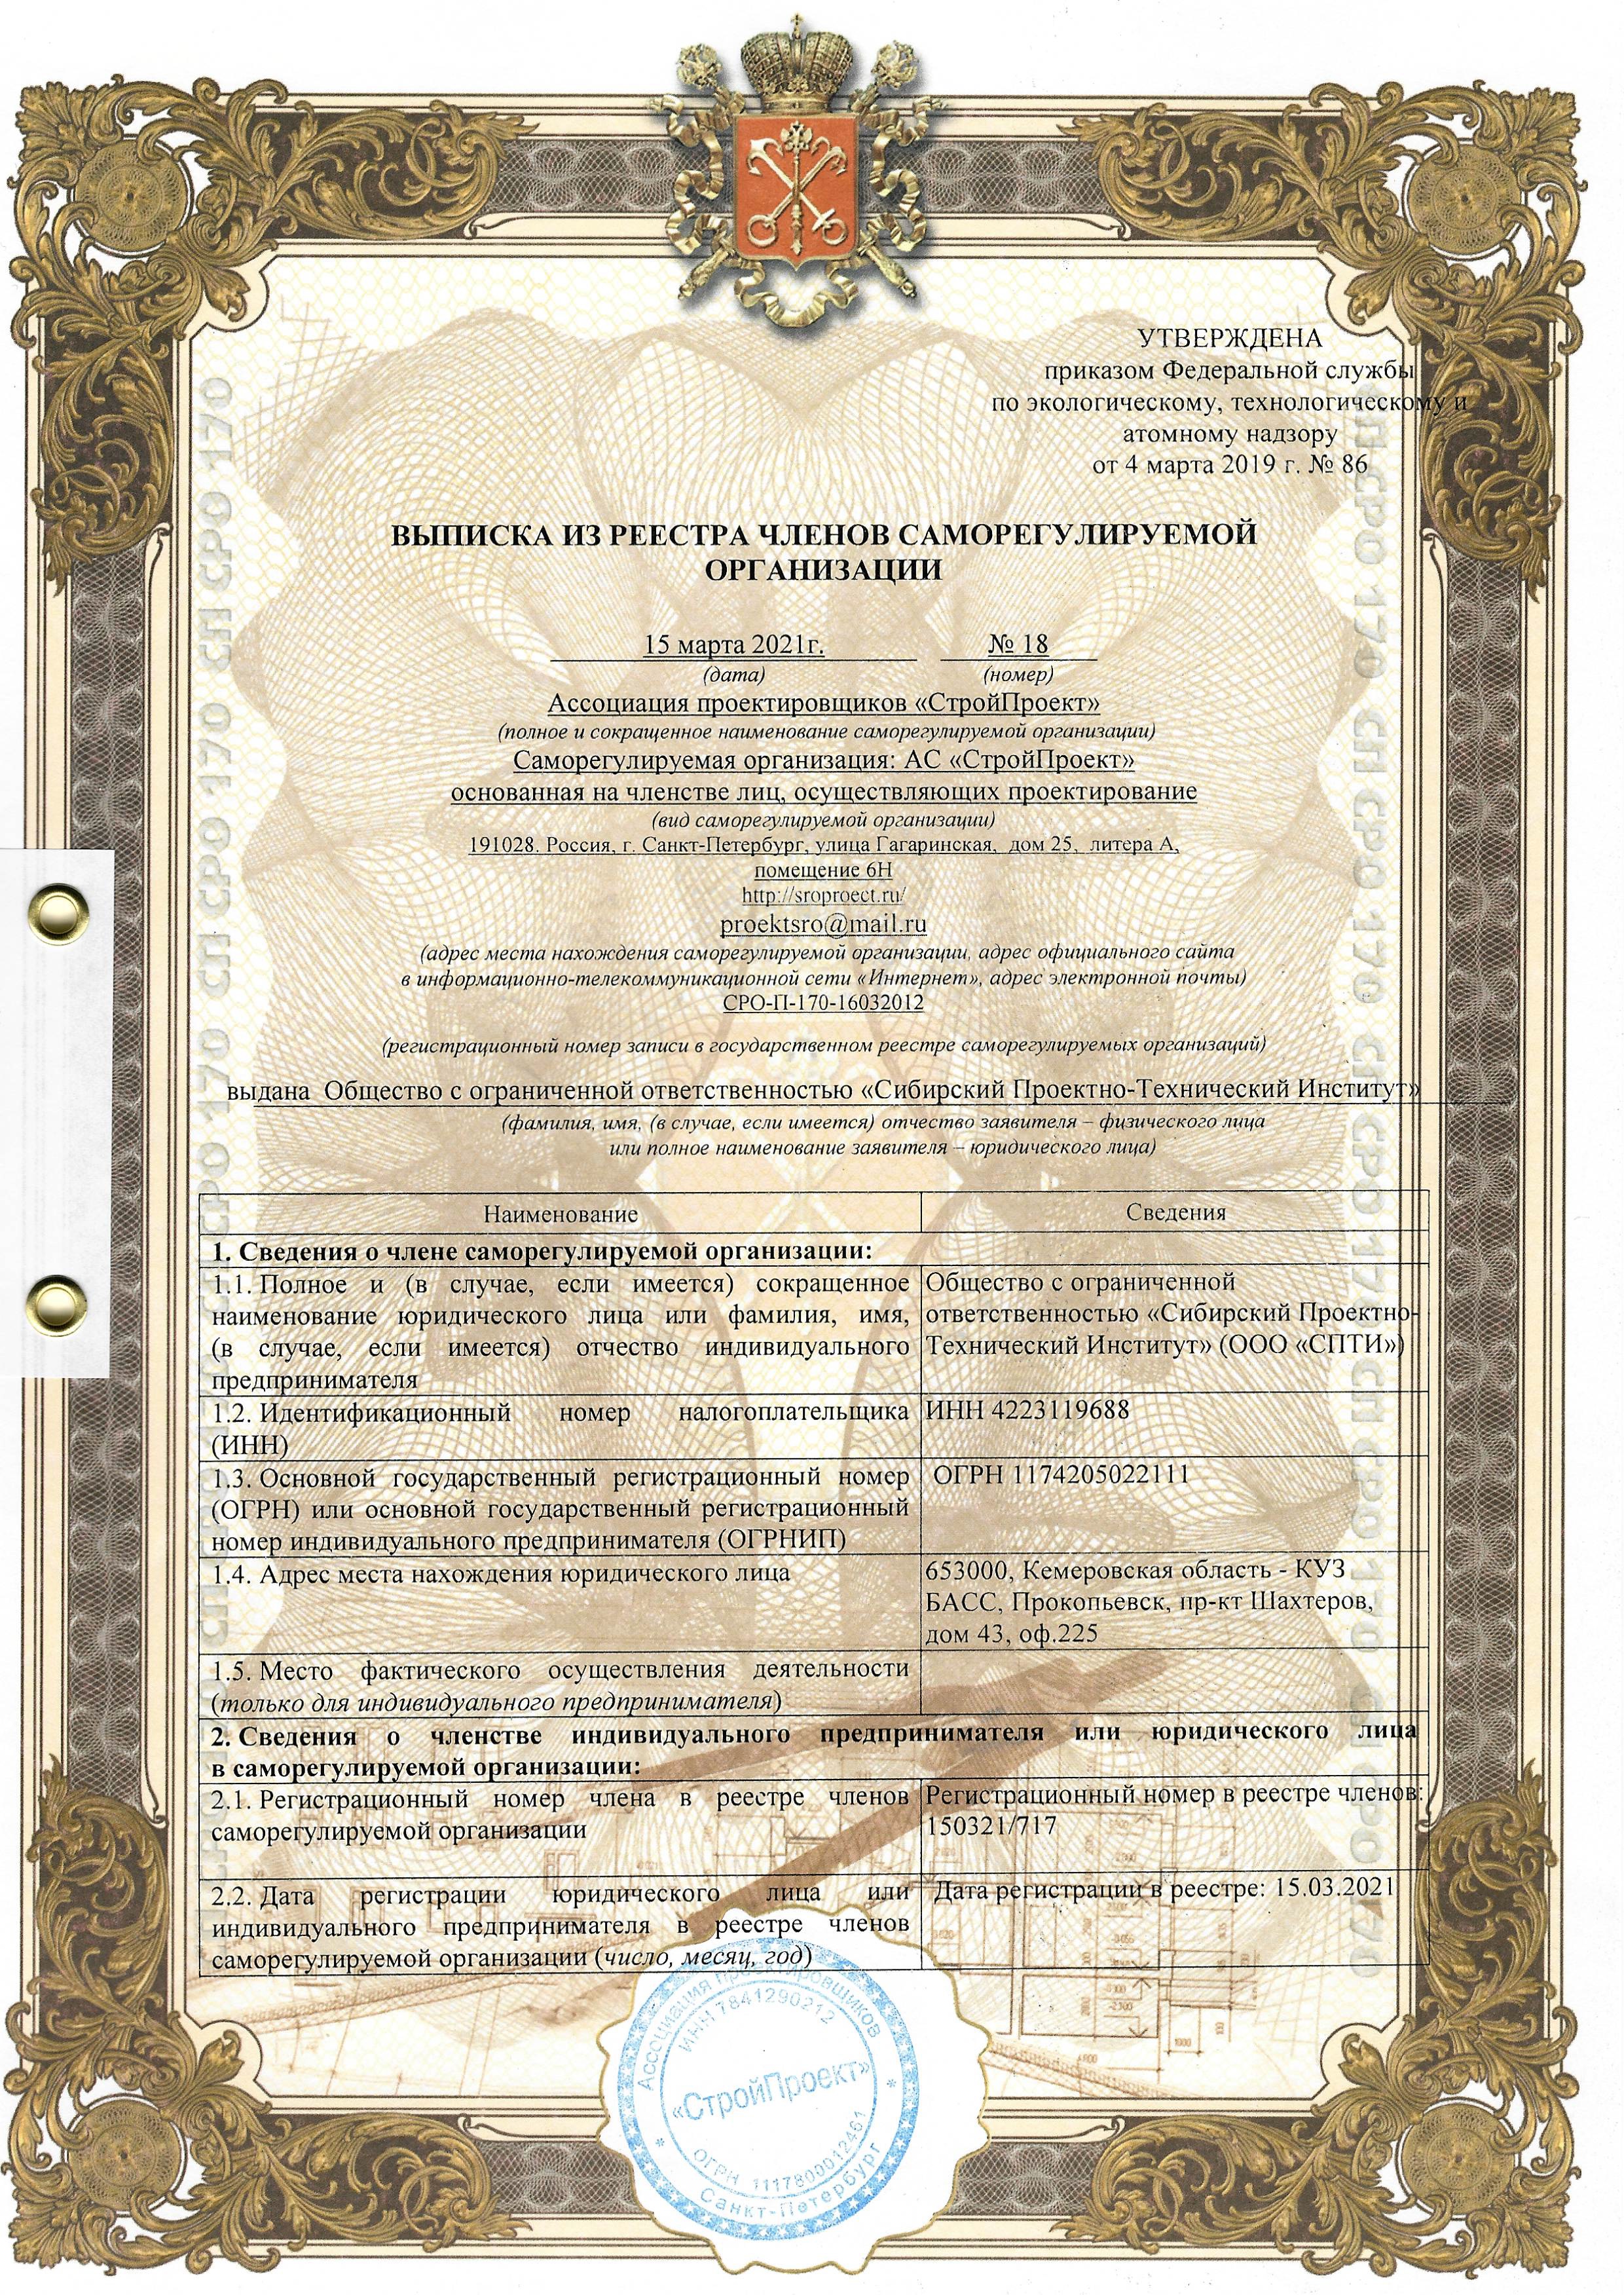 УТВЕРЖДЕНА
приказом Федеральной службы
по экологическому, технологическому и
атомному надзору
от 4 марта 2019 г. № 86
ВЫПИСКА ИЗ РЕЕСТРА ЧЛЕНОВ САМОРЕГУЛИРУЕМОЙ
ОРГАНИЗАЦИИ
15 марта 2021г. № 18
(дата) (номер)
Ассоциация проектировщиков «СтройПроект»
(полное и сокращенное наименование саморегулируемой организации)
Саморегулируемая организация: АС «СтройПроект»
основанная на членстве лиц, осуществляющих проектирование
(вид саморегулируемой организации)
191028. Россия, г. Санкт-Петербург, улица Гагаринская, дом 25, литера А,
помещение 6Н
http://sroproect.ru/
proektsro@mail.ru
(адрес места нахождения саморегулируемой организации, адрес официального сайта
в информационно-телекоммуникационной сети «Интернет», адрес электронной почты)
СРО-П-170-16032012
(регистрационный номер записи в государственном реестре саморегулируемых организаций)
выдана Общество с ограниченной ответственностью «Сибирский Проектно-Технический Институт»
(фамилия, имя, (в случае, если имеется) отчество заявителя – физического лица
или полное наименование заявителя – юридического лица)
Наименование Сведения
1. Сведения о члене саморегулируемой организации:
1.1. Полное и (в случае, если имеется) сокращенное
наименование юридического лица или фамилия, имя,
(в случае, если имеется) отчество индивидуального
предпринимателя
Общество с ограниченной
ответственностью «Сибирский Проектно-
Технический Институт» (ООО «СПТИ»)
1.2. Идентификационный номер налогоплательщика
(ИНН)
ИНН 4223119688
1.3. Основной государственный регистрационный номер
(ОГРН) или основной государственный регистрационный
номер индивидуального предпринимателя (ОГРНИП)
ОГРН 1174205022111
1.4. Адрес места нахождения юридического лица
653000, Кемеровская область - КУЗ
БАСС, Прокопьевск, пр-кт Шахтеров,
дом 43, оф.225
1.5. Место фактического осуществления деятельности
(только для индивидуального предпринимателя)
2. Сведения о членстве индивидуального предпринимателя или юридического лица
в саморегулируемой организации:
2.1. Регистрационный номер члена в реестре членов
саморегулируемой организации
Регистрационный номер в реестре членов:
150321/717
2.2. Дата регистрации юридического лица или
индивидуального предпринимателя в реестре членов
саморегулируемой организации (число, месяц, год)
Дата регистрации в реестре: 15.03.2021
Ассоциация проектировщиков
ИНН 7841290212
«СтройПроект»
ОГРН 1117800012461
Санкт-Петербург